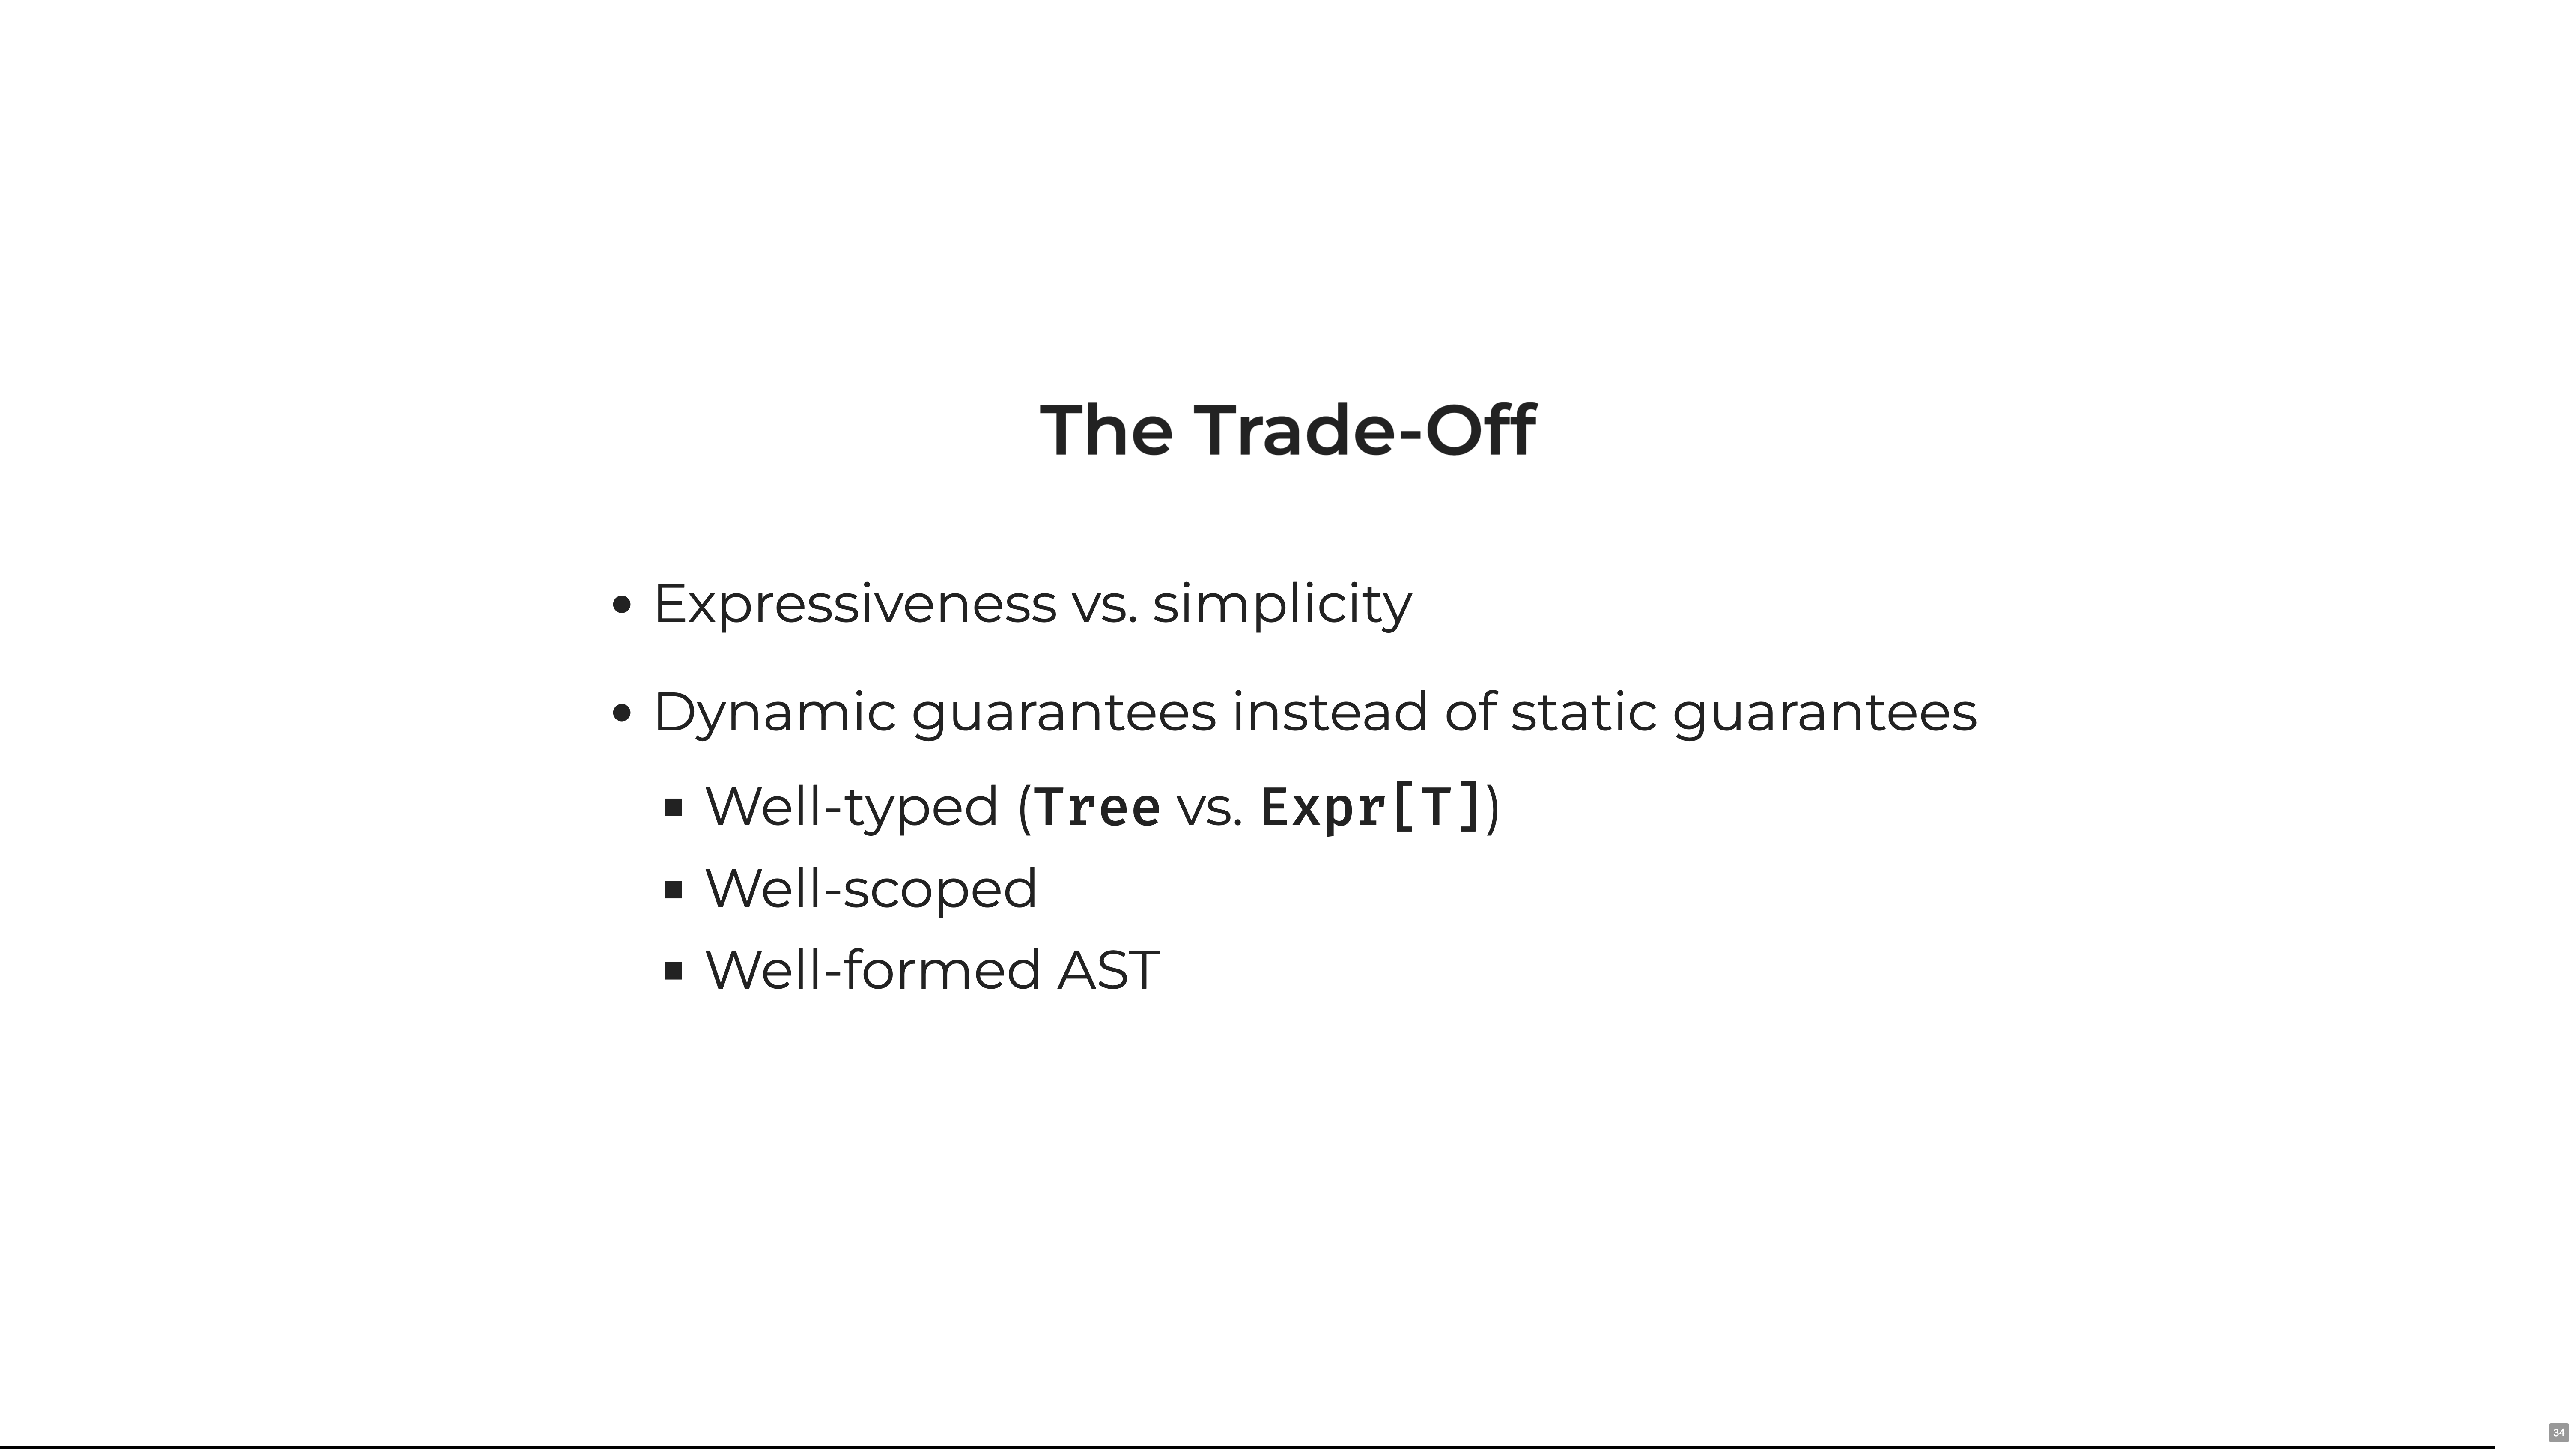 The Trade-Off
• Expressiveness vs. simplicity
• Dynamic guarantees instead of static guarantees
▪ Well-typed (Tree vs. Expr[T])
▪ Well-scoped
▪ Well-formed AST
34